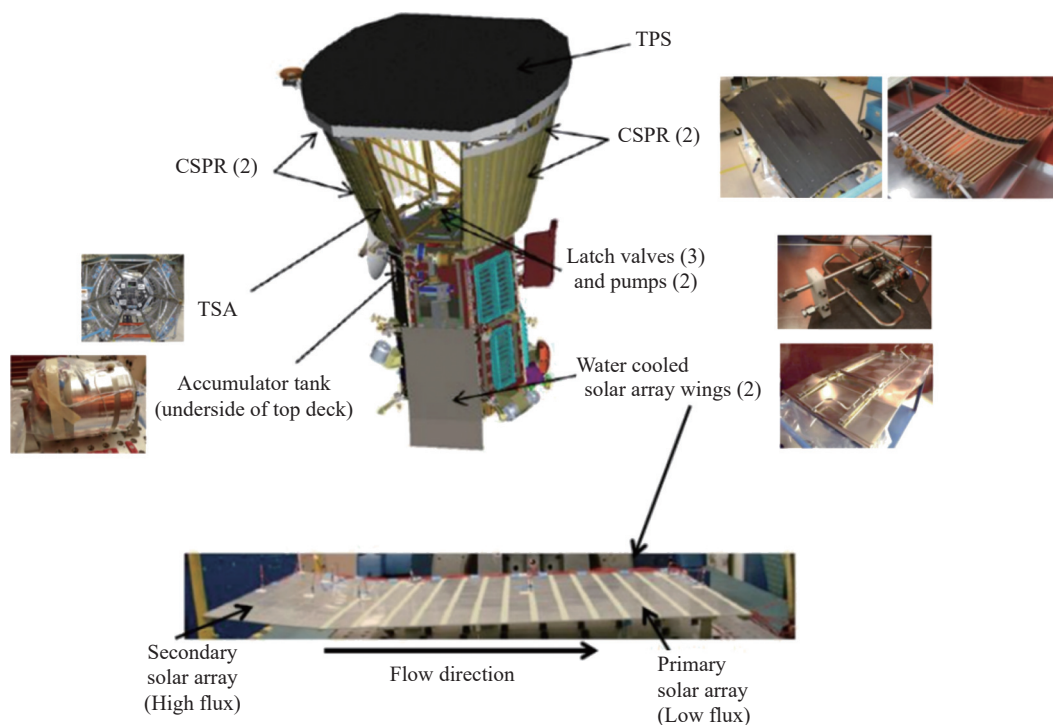 TPS
CSPR (2)
CSPR (2)
Latch valves (3)
and pumps (2)
TSA
Accumulator tank
(underside of top deck)
Water cooled
solar array wings (2)
Secondary
solar array
(High flux)
Flow direction
Primary
solar array
(Low flux)